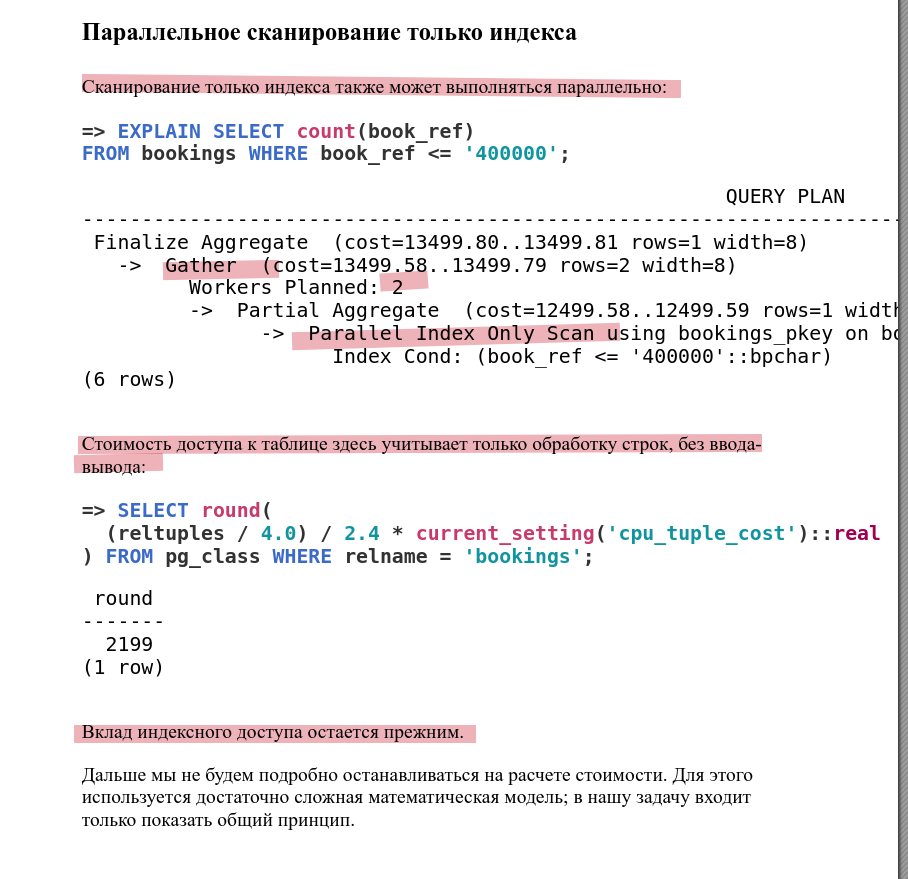 Параллельное сканирование только индекса
Сканирование только индекса также может выполняться параллельно:
=> EXPLAIN SELECT count(book_ref)
FROM bookings WHERE book_ref <= '400000';
QUERY PLAN
--------------------------------------------------------------------
Finalize Aggregate  (cost=13499.80..13499.81 rows=1 width=8)
->  Gather  (cost=13499.58..13499.79 rows=2 width=8)
Workers Planned: 2
->  Partial Aggregate  (cost=12499.58..12499.59 rows=1 width
->  Parallel Index Only Scan using bookings_pkey on bo
Index Cond: (book_ref <= '400000'::bpchar)
(6 rows)
Стоимость доступа к таблице здесь учитывает только обработку строк, без ввода-
вывода:
=> SELECT round(
(reltuples / 4.0) / 2.4 * current_setting('cpu_tuple_cost')::real
) FROM pg_class WHERE relname = 'bookings';
round
-------
2199
(1 row)
Вклад индексного доступа остается прежним.
Дальше мы не будем подробно останавливаться на расчете стоимости. Для этого
используется достаточно сложная математическая модель; в нашу задачу входит
только показать общий принцип.